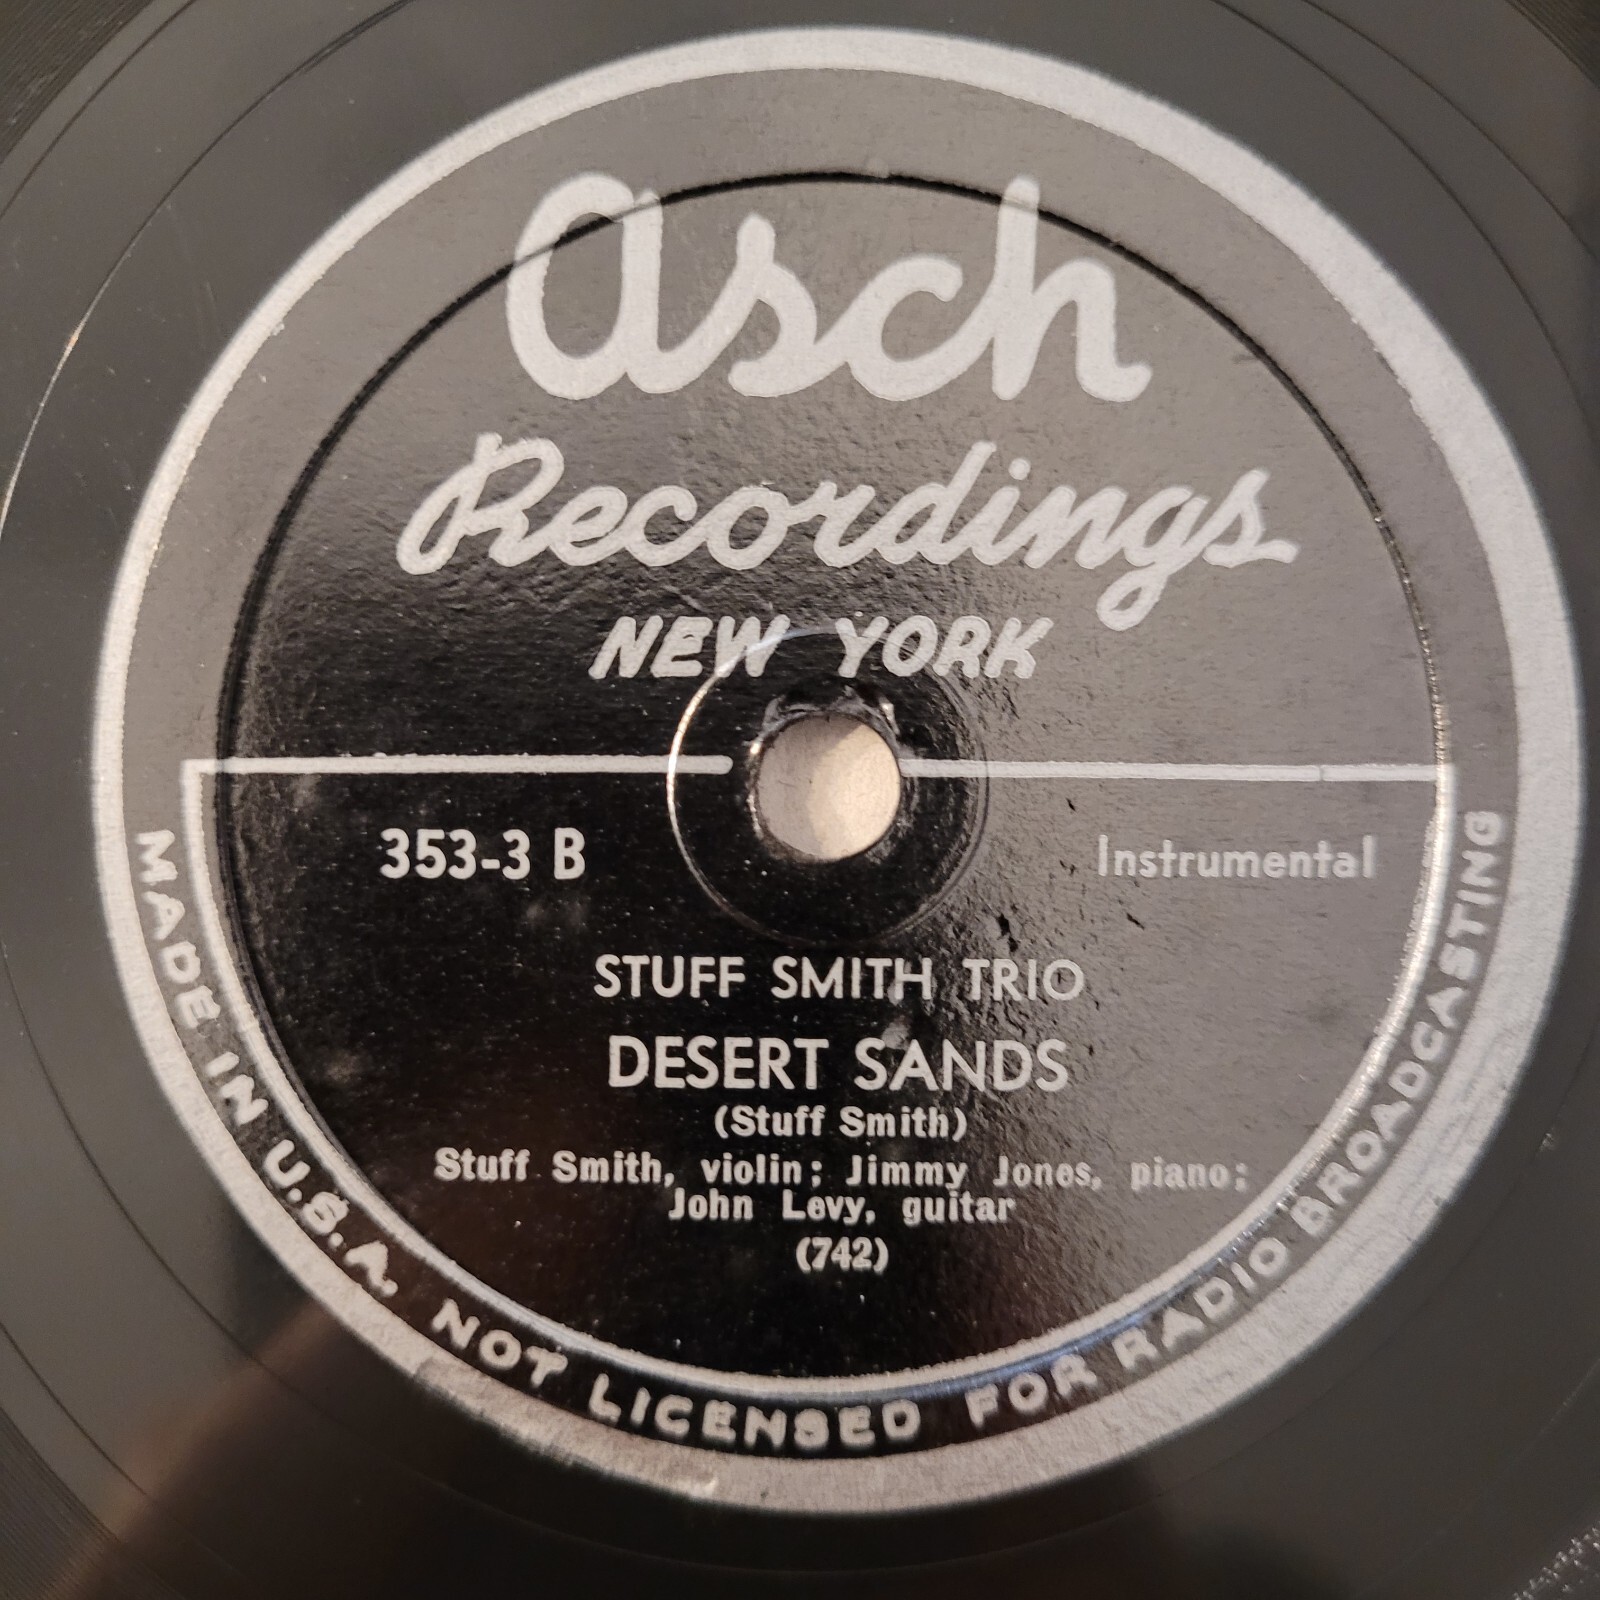 asch
Recordings
NEW YORK
353-3 B
Instrumental
STUFF SMITH TRIO
DESERT SANDS
(Stuff Smith)
Stuff Smith, violin; Jimmy Jones, piano;
John Levy, guitar
(742)
MADE IN U.S.A. NOT LICENSED FOR RADIO BROADCASTING